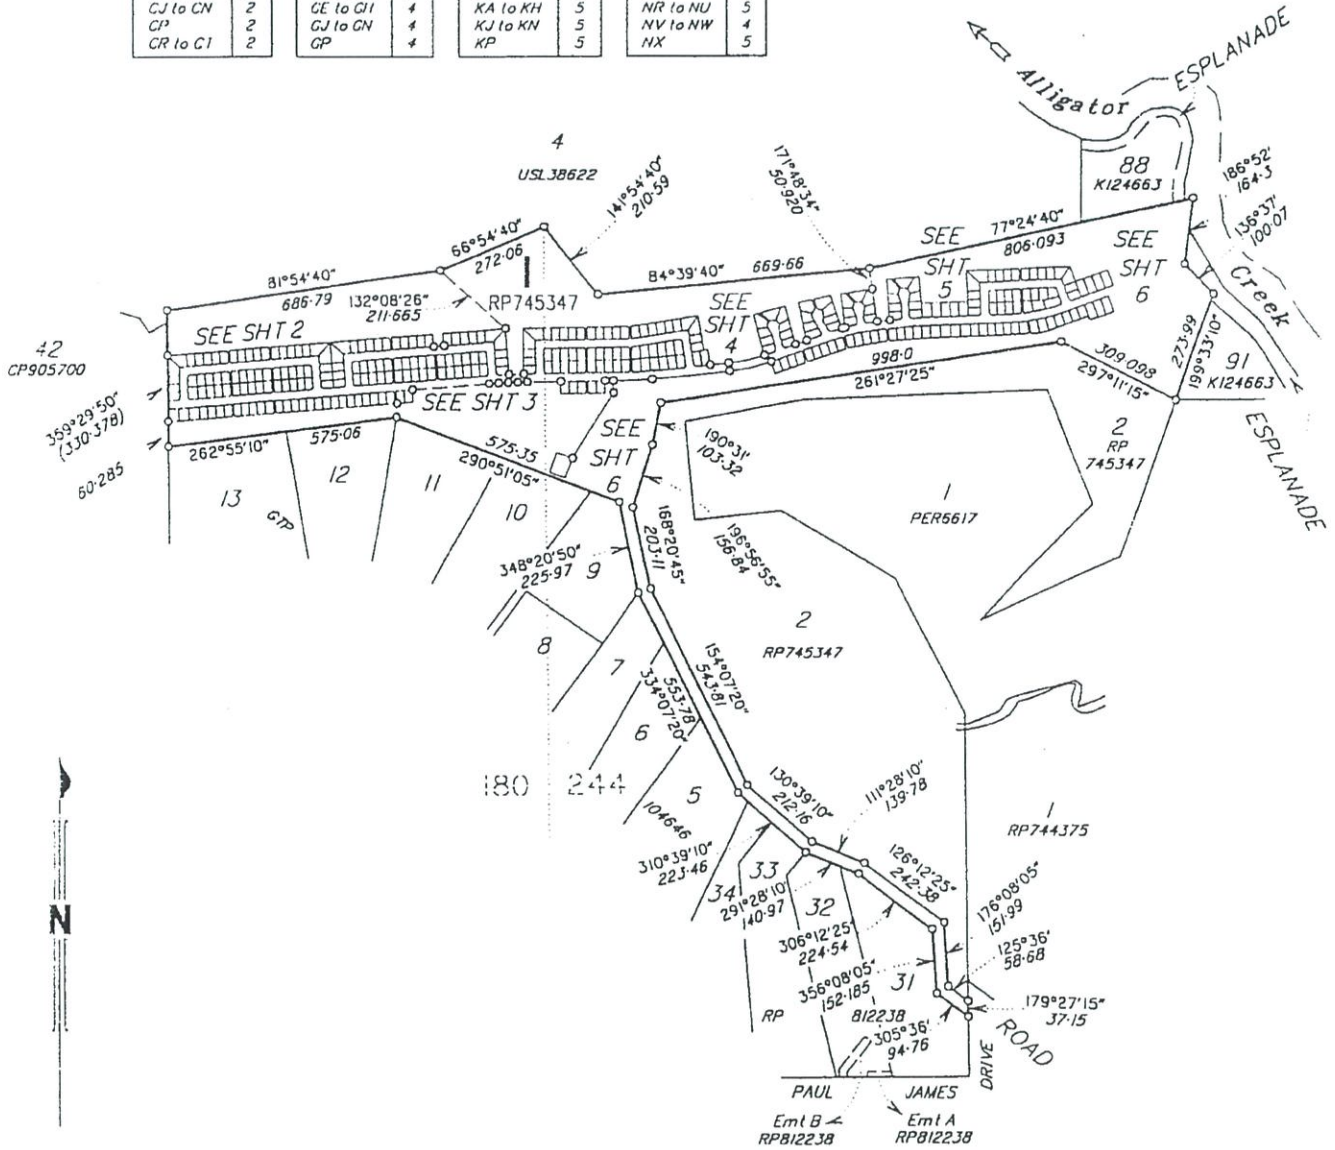 CJ to CN 2
CP 2
CR to CT 2
GE to GH 4
GJ to GN 4
GP 4
KA to KH 5
KJ to KN 5
KP 5
NR to NU 5
NV to NW 4
NX 5
ESPLANADE
Alligator
4
USL38622
88
K124663
141°54'40"
210·59
171°48'34"
50·920
186°52'
164·3
136°37'
100·07
66°54'40"
272·06
77°24'40"
806·093
SEE
SHT
5
SEE
SHT
6
81°54'40"
686·79
132°08'26"
211·665
1
RP745347
84°39'40" 669·66
SEE
SHT
4
Creek
SEE SHT 2
42
CP905700
998·0
261°27'25"
309·098
297°11'15"
273·99
199°33'10"
91
K124663
359°29'50"
(330·378)
SEE SHT 3
60·285
262°55'10" 575·06
575·35
290°51'05"
SEE
SHT
6
190°31'
103·32
2
RP
745347
ESPLANADE
13
12
11
10
GTP
1
PER6617
168°20'45"
203·11
196°56'55"
156·84
348°20'50"
225·97
9
8
7
2
RP745347
154°07'20"
543·81
553·78
334°07'20"
6
180 244
5
104646
130°39'10"
212·16
111°28'10"
139·78
1
RP744375
310°39'10"
223·46
33
34
291°28'10"
140·97
32
126°12'25"
242·38
176°08'05"
151·99
125°36'
58·68
306°12'25"
224·54
N
356°08'05"
152·185
31
179°27'15"
37·15
RP 812238
305°36'
94·76
ROAD
DRIVE
PAUL JAMES
Emt B
RP812238
Emt A
RP812238